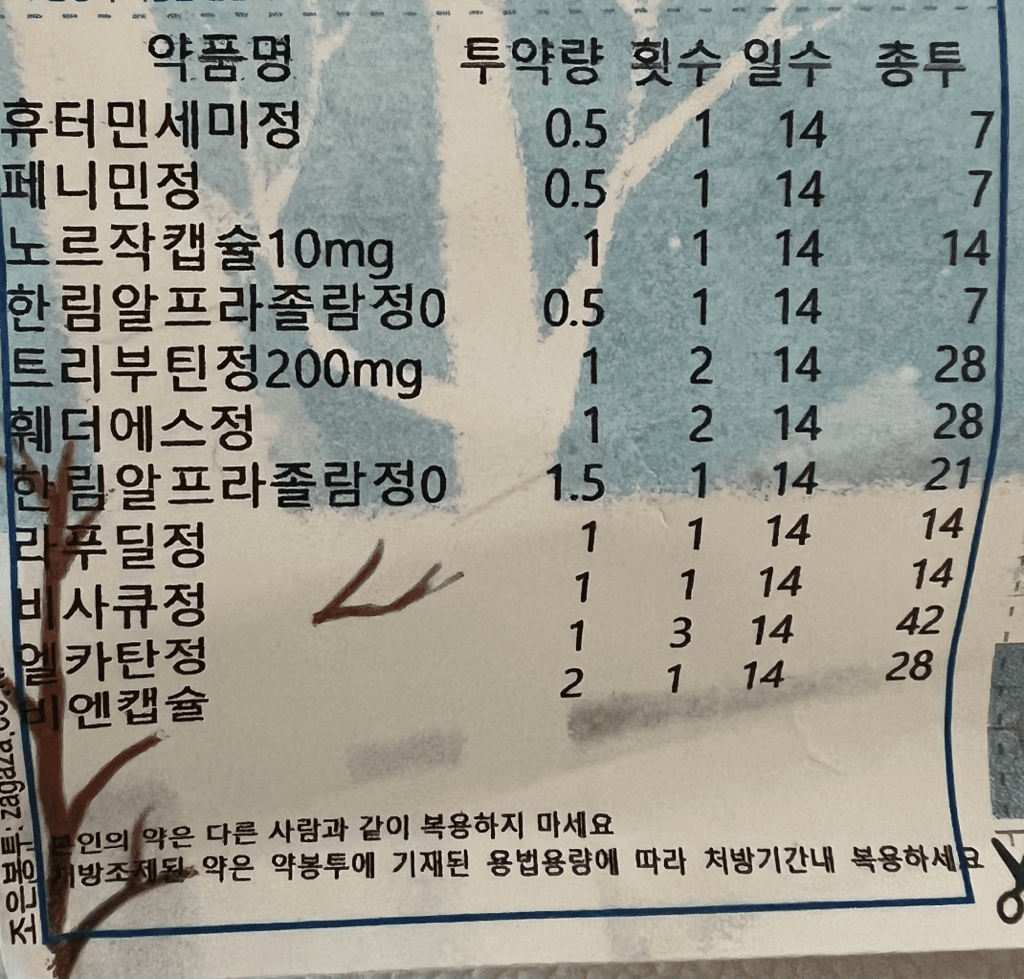 약품명 투약량 횟수 일수 총투
휴터민세미정 0.5 1 14 7
페니민정 0.5 1 14 7
노르작캡슐10mg 1 1 14 14
한림알프라졸람정0 0.5 1 14 7
트리부틴정200mg 1 2 14 28
훼더에스정 1 2 14 28
한림알프라졸람정0 1.5 1 14 21
라푸딜정 1 1 14 14
비사큐정 1 1 14 14
엘카탄정 1 3 14 42
비엔캡슐 2 1 14 28
본인의 약은 다른 사람과 같이 복용하지 마세요
처방조제된 약은 약봉투에 기재된 용법용량에 따라 처방기간내 복용하세요
조은봉투: zagaza.co